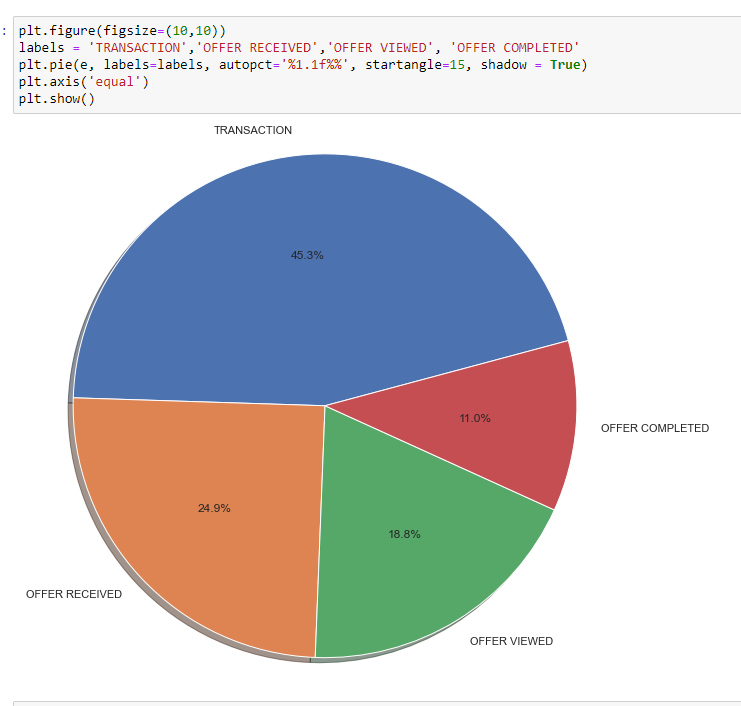 : plt.figure(figsize=(10,10))
labels = 'TRANSACTION','OFFER RECEIVED','OFFER VIEWED', 'OFFER COMPLETED'
plt.pie(e, labels=labels, autopct='%1.1f%%', startangle=15, shadow = True)
plt.axis('equal')
plt.show()
TRANSACTION
45.3%
11.0%
OFFER COMPLETED
24.9%
18.8%
OFFER RECEIVED
OFFER VIEWED